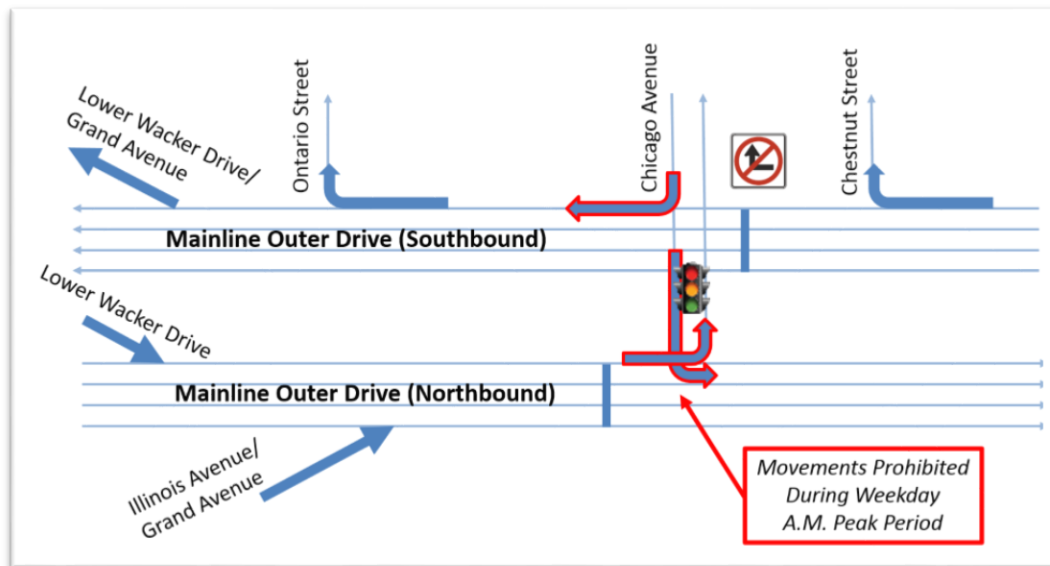 Lower Wacker Drive/
Grand Avenue
Ontario Street
Chicago Avenue
Chestnut Street
Mainline Outer Drive (Southbound)
Lower Wacker Drive
Mainline Outer Drive (Northbound)
Illinois Avenue/
Grand Avenue
Movements Prohibited
During Weekday
A.M. Peak Period